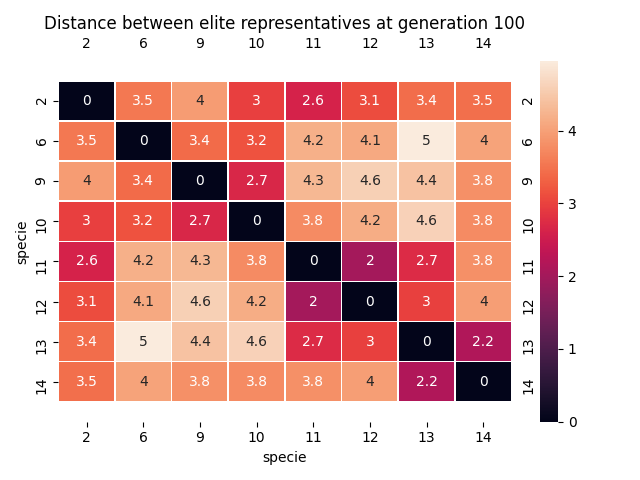 Distance between elite representatives at generation 100
2 6 9 10 11 12 13 14
2 0 3.5 4 3 2.6 3.1 3.4 3.5 2
6 3.5 0 3.4 3.2 4.2 4.1 5 4 6
9 4 3.4 0 2.7 4.3 4.6 4.4 3.8 9
10 3 3.2 2.7 0 3.8 4.2 4.6 3.8 10
11 2.6 4.2 4.3 3.8 0 2 2.7 3.8 11
12 3.1 4.1 4.6 4.2 2 0 3 4 12
13 3.4 5 4.4 4.6 2.7 3 0 2.2 13
14 3.5 4 3.8 3.8 3.8 4 2.2 0 14
2 6 9 10 11 12 13 14
specie
specie
4
3
2
1
0